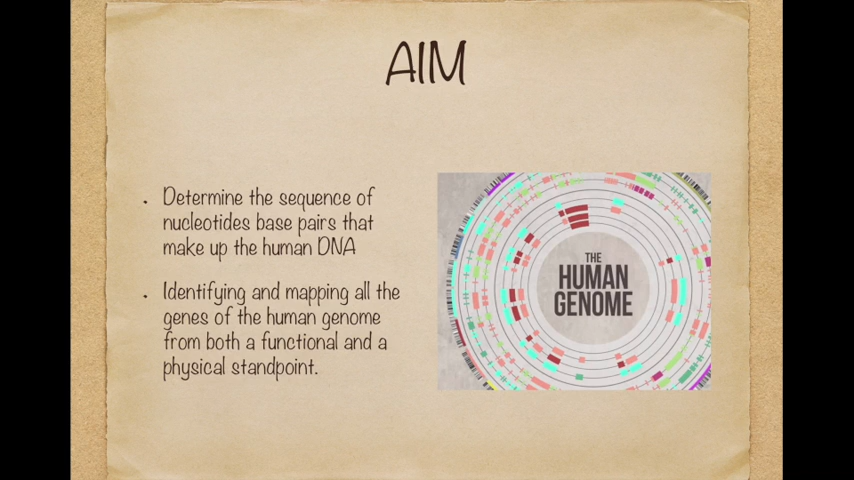 AIM
Determine the sequence of
nucleotides base pairs that
make up the human DNA
Identifying and mapping all the
genes of the human genome
from both a functional and a
physical standpoint.
THE
HUMAN
GENOME